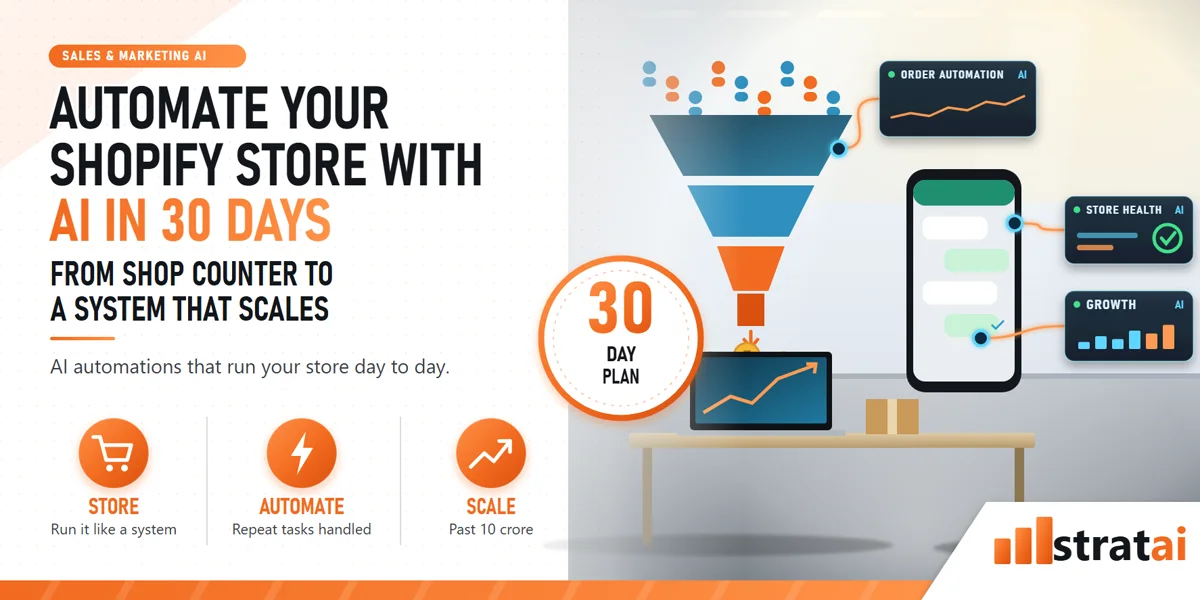 SALES & MARKETING AI
AUTOMATE YOUR
SHOPIFY STORE WITH
AI IN 30 DAYS
FROM SHOP COUNTER TO
A SYSTEM THAT SCALES
AI automations that run your store day to day.
STORE
Run it like a system
AUTOMATE
Repeat tasks handled
SCALE
Past 10 crore
30
DAY
PLAN
ORDER AUTOMATION AI
STORE HEALTH AI
GROWTH AI
stratai